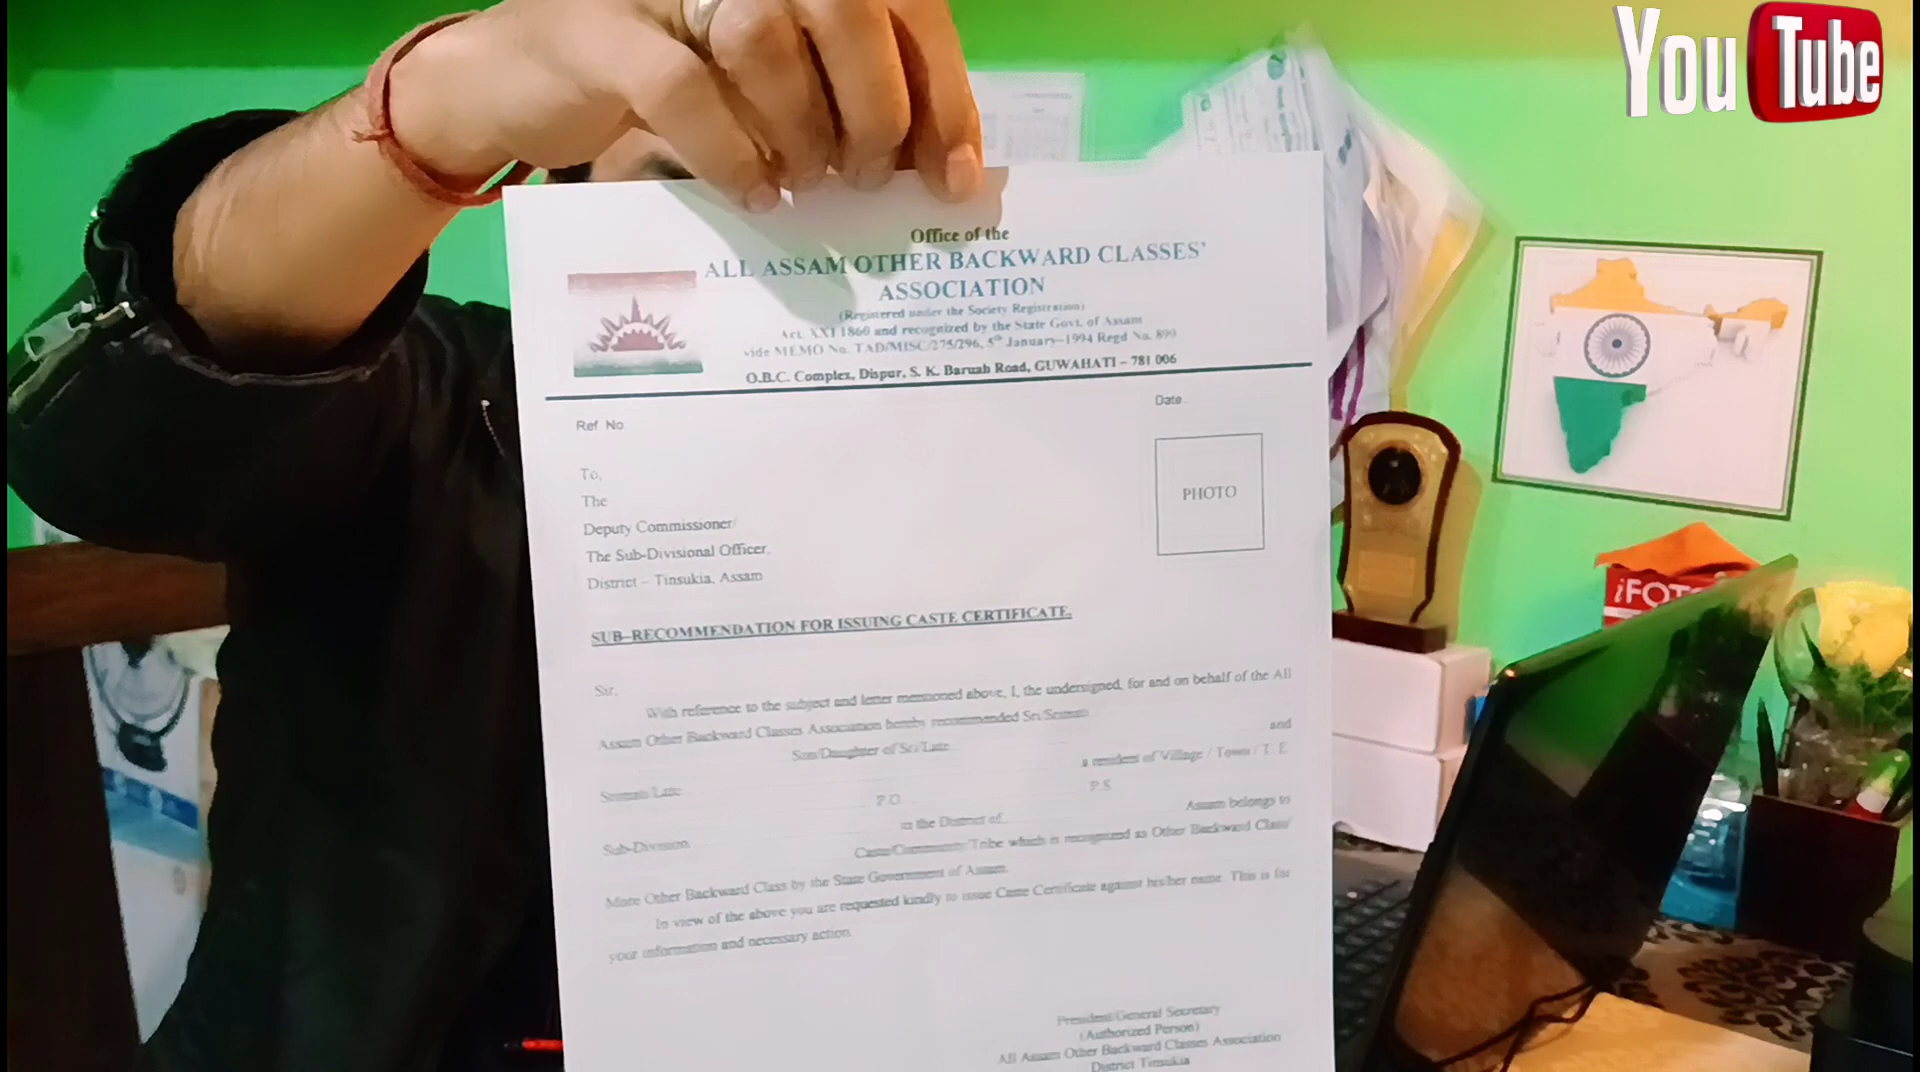 YouTube
Office of the
ALL ASSAM OTHER BACKWARD CLASSES'
ASSOCIATION
(Registered under the Society Registration)
Act. XXI 1860 and recognized by the State Govt. of Assam
vide MEMO No. TAD/MISC/275/296, 5th January–1994 Regd No. 899
O.B.C. Complex, Dispur, S. K. Baruah Road, GUWAHATI – 781 006
Ref. No.
Date.
PHOTO
To,
The
Deputy Commissioner/
The Sub-Divisional Officer,
District – Tinsukia, Assam
SUB–RECOMMENDATION FOR ISSUING CASTE CERTIFICATE.
Sir,
With reference to the subject and letter mentioned above, I, the undersigned, for and on behalf of the All
Assam Other Backward Classes Association hereby recommended Sri/Srimati
Son/Daughter of Sri/Late and
Srimati/Late a resident of Village / Town / T. E.
P.O. P.S.
Sub-Division in the District of Assam belongs to
Caste/Community/Tribe which is recognized as Other Backward Class/
More Other Backward Class by the State Government of Assam.
In view of the above you are requested kindly to issue Caste Certificate against his/her name. This is for
your information and necessary action.
President/General Secretary
(Authorized Person)
All Assam Other Backward Classes Association
District Tinsukia
iFOT